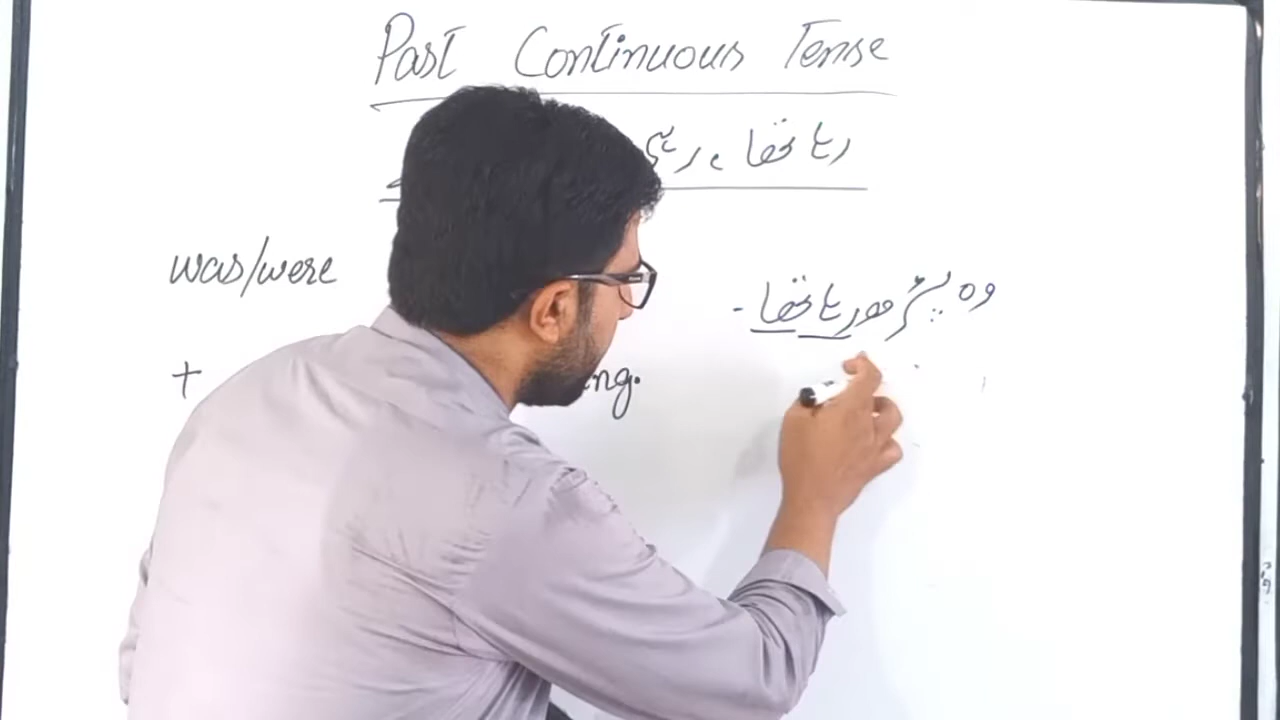 Past Continuous Tense
رہا تھا ، رہی
was/were
وہ پڑھ رہا تھا -
+ ing.